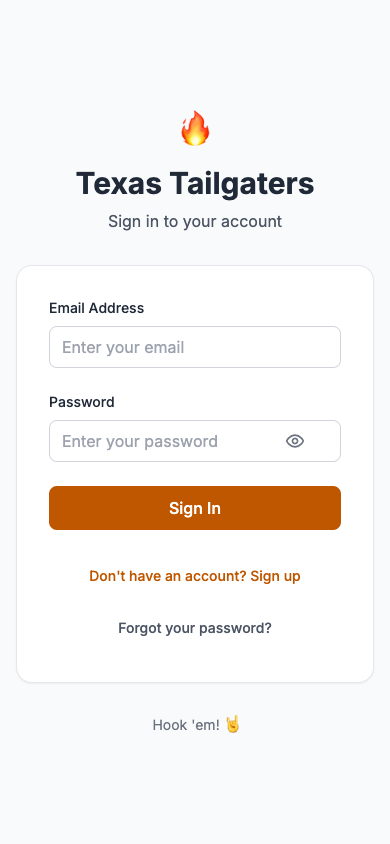 Texas Tailgaters
Sign in to your account
Email Address
Enter your email
Password
Enter your password
Sign In
Don't have an account? Sign up
Forgot your password?
Hook 'em! 🤘